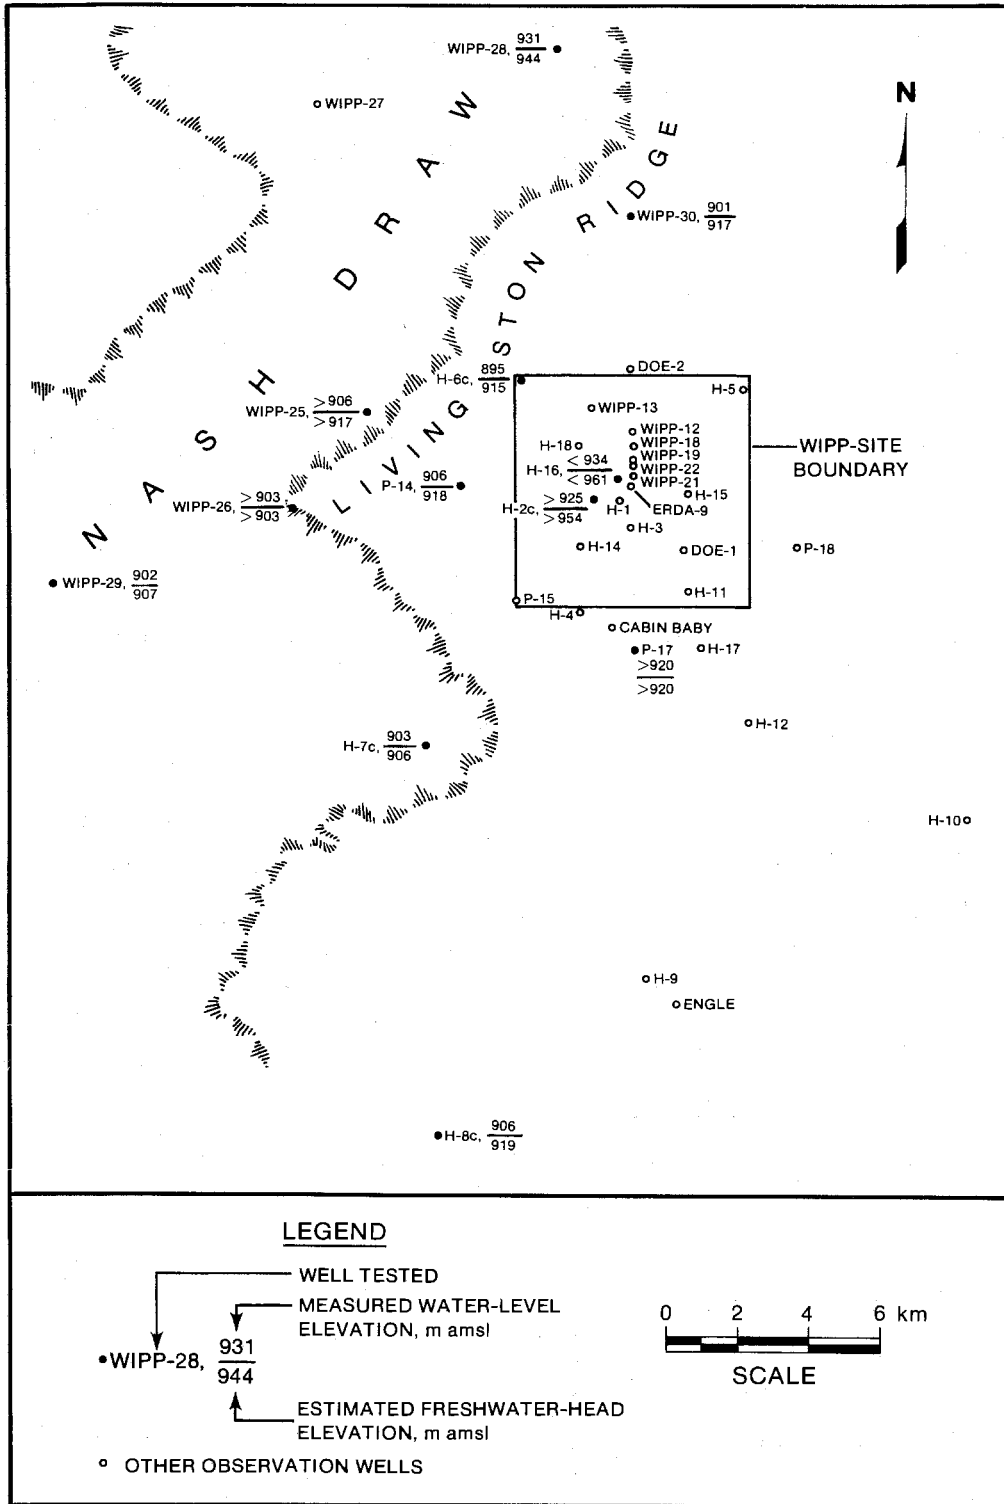 WIPP-28, 931
944
WIPP-27
N
NASH DRAW
LIVINGSTON RIDGE
WIPP-30, 901
917
DOE-2
H-6c, 895
915
H-5
WIPP-13
WIPP-25, >906
>917
WIPP-12
H-18
WIPP-18
WIPP-19
WIPP-22
WIPP-21
WIPP-SITE
BOUNDARY
H-16, <934
<961
P-14, 906
918
H-15
H-2c, >925
>954
H-1
ERDA-9
WIPP-26, >903
>903
H-3
H-14
DOE-1
P-18
WIPP-29, 902
907
H-11
P-15
H-4
CABIN BABY
P-17
>920
>920
H-17
H-12
H-7c, 903
906
H-10
H-9
ENGLE
H-8c, 906
919
LEGEND
WELL TESTED
MEASURED WATER-LEVEL
ELEVATION, m amsl
WIPP-28, 931
944
ESTIMATED FRESHWATER-HEAD
ELEVATION, m amsl
OTHER OBSERVATION WELLS
0 2 4 6 km
SCALE